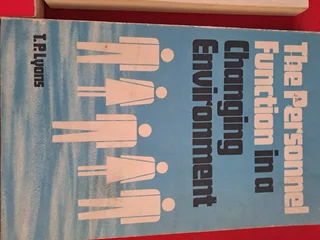 The Personnel
Function in a
Changing
Environment
T.P. Lyons